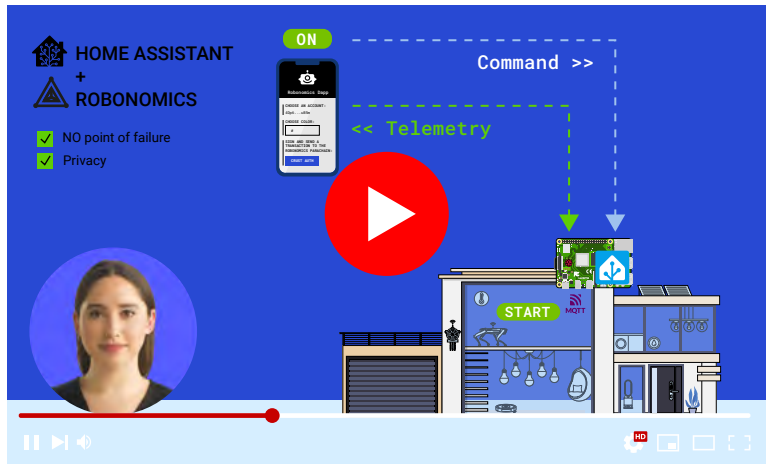 HOME ASSISTANT
+
ROBONOMICS
NO point of failure
Privacy
ON
Command >>
<< Telemetry
Robonomics Dapp
CHOOSE AN ACCOUNT:
CHOOSE COLOR:
SIGN AND SEND A
TRANSACTION TO THE
ROBONOMICS PARACHAIN:
START
MQTT
HD